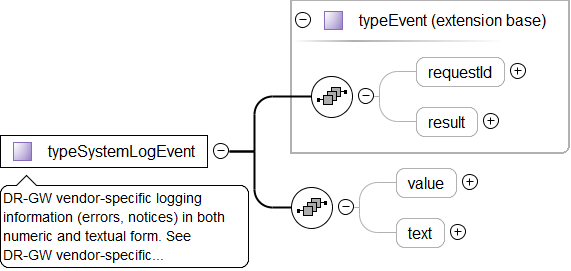 typeEvent (extension base)
requestId
result
typeSystemLogEvent
DR-GW vendor-specific logging
information (errors, notices) in both
numeric and textual form. See
DR-GW vendor-specific...
value
text